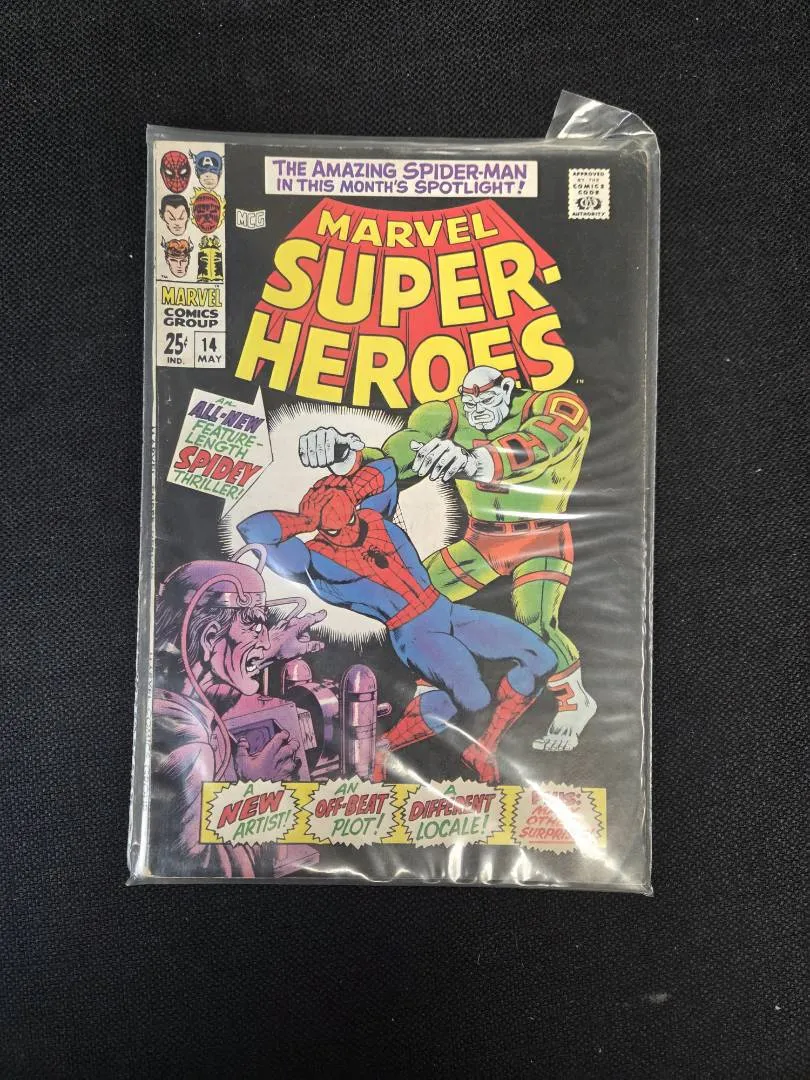 THE AMAZING SPIDER-MAN
IN THIS MONTH'S SPOTLIGHT!
APPROVED
BY THE
COMICS
CODE
AUTHORITY
MCG
MARVEL
SUPER-
HEROES
MARVEL
COMICS
GROUP
25¢
IND.
14
MAY
AN
ALL-NEW
FEATURE-
LENGTH
SPIDEY
THRILLER!
A
NEW
ARTIST!
AN
OFF-BEAT
PLOT!
A
DIFFERENT
LOCALE!
PLUS:
OTHER
SURPRISES!